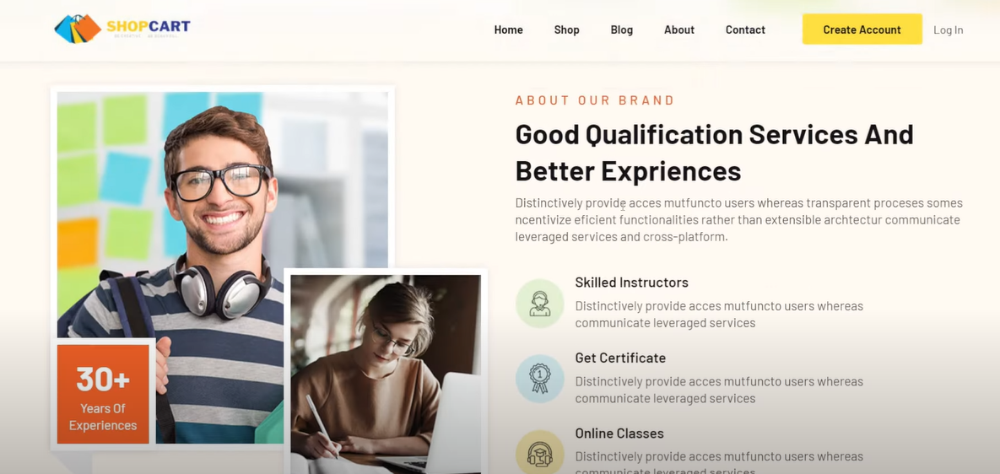 SHOPCART
Home Shop Blog About Contact Create Account Log In
ABOUT OUR BRAND
Good Qualification Services And
Better Expriences
Distinctively provide acces mutfuncto users whereas transparent proceses somes
ncentivize eficient functionalities rather than extensible archtectur communicate
leveraged services and cross-platform.
Skilled Instructors
Distinctively provide acces mutfuncto users whereas
communicate leveraged services
Get Certificate
1
Distinctively provide acces mutfuncto users whereas
communicate leveraged services
Online Classes
Distinctively provide acces mutfuncto users whereas
communicate leveraged services
30+
Years Of
Experiences